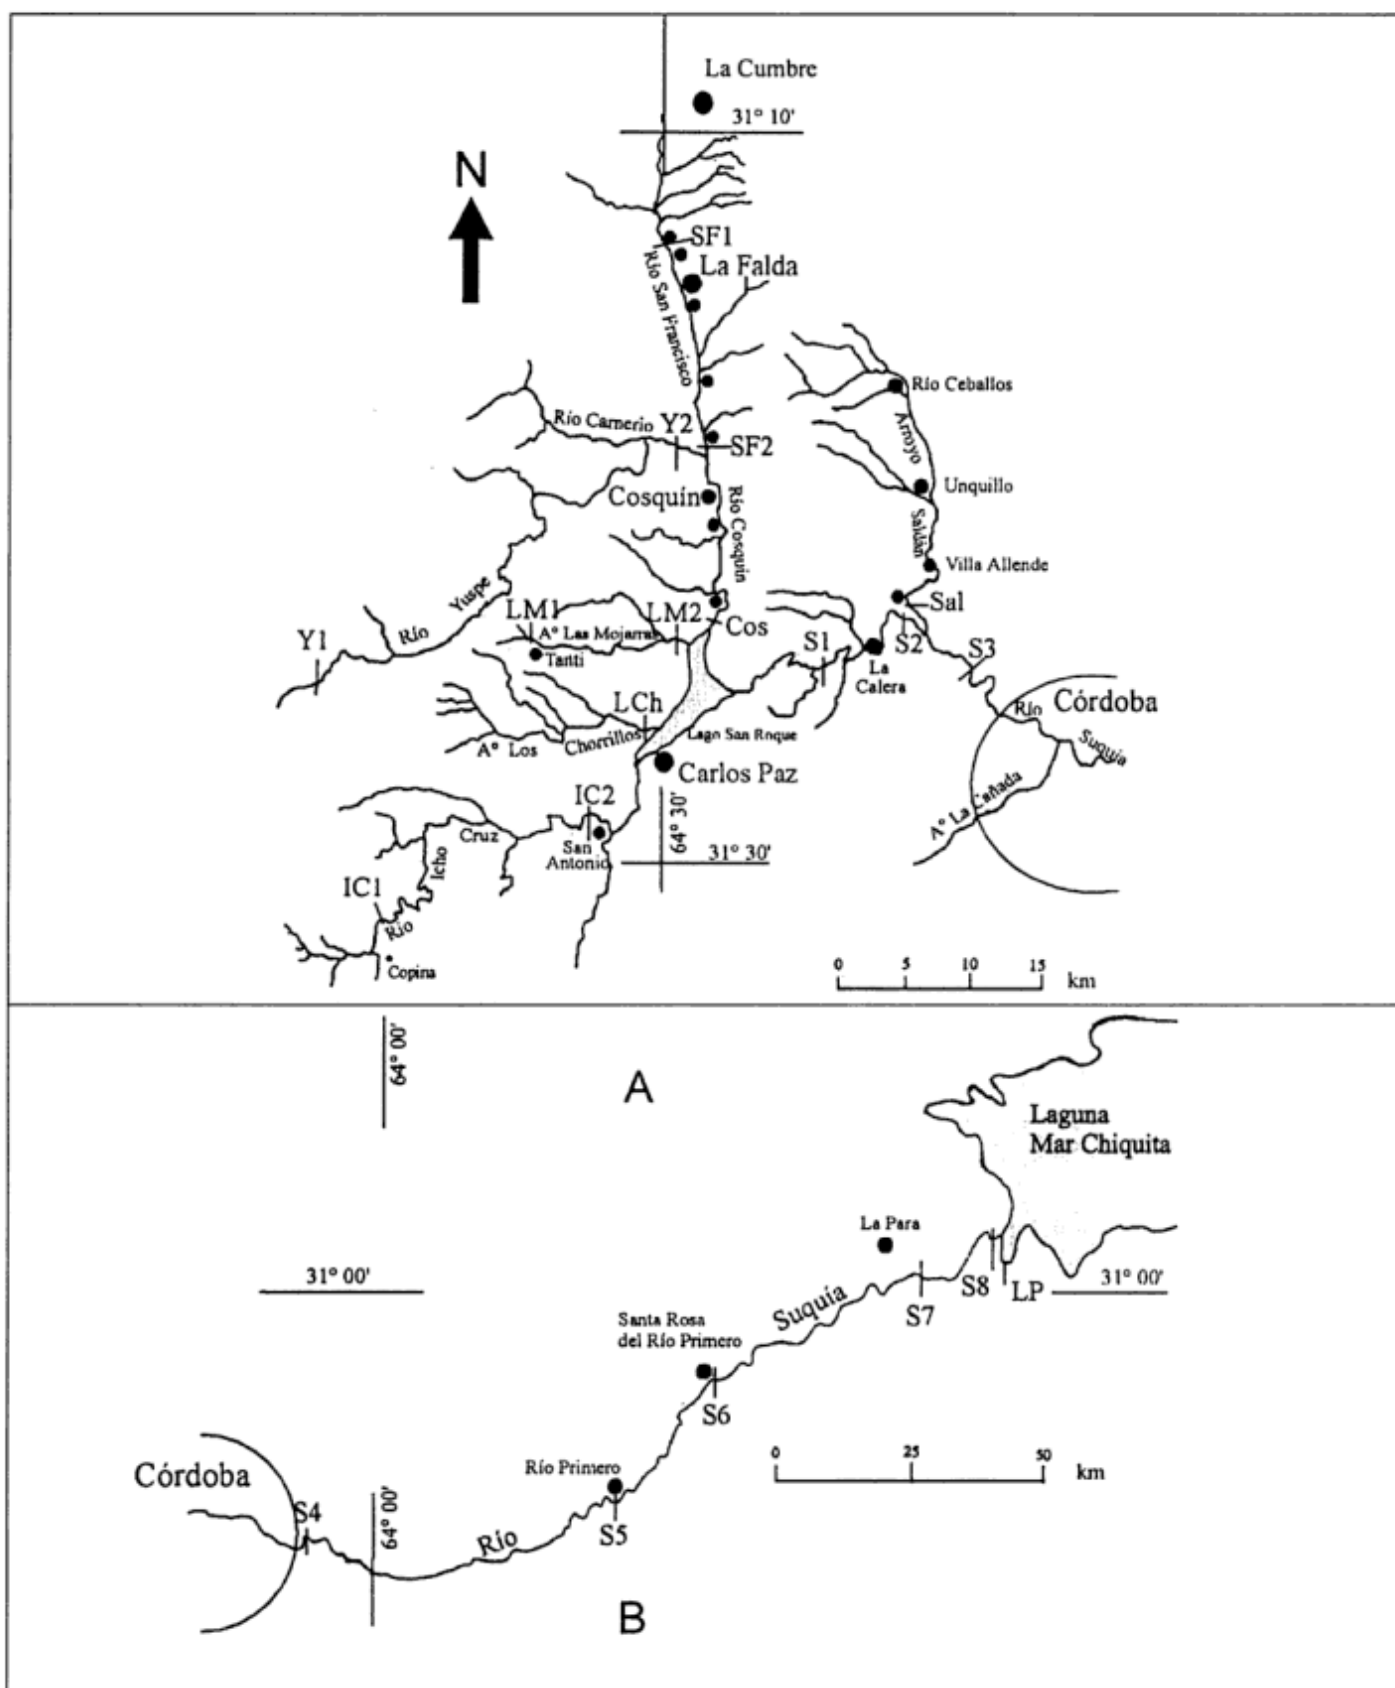 La Cumbre
31° 10'
N
SF1
La Falda
Río San Francisco
Río Ceballos
Río Carnerio
Y2
SF2
Arroyo
Saldán
Cosquín
Río Cosquín
Unquillo
Villa Allende
Yuspe
Río
Y1
LM1
Aº Las Mojarras
LM2
Tanti
Cos
Sal
S1
S2
S3
La
Calera
LCh
Aº Los
Chorrillos
Lago San Roque
Carlos Paz
Río
Córdoba
Suquía
Aº La Cañada
IC2
San
Antonio
64° 30'
31° 30'
Cruz
Icho
IC1
Río
Copina
0 5 10 15
km
64° 00'
A
Laguna
Mar Chiquita
La Para
31° 00'
S8
LP
31° 00'
S7
Suquía
Santa Rosa
del Río Primero
S6
0 25 50
km
Río Primero
Córdoba
S4
64° 00'
Río
S5
B